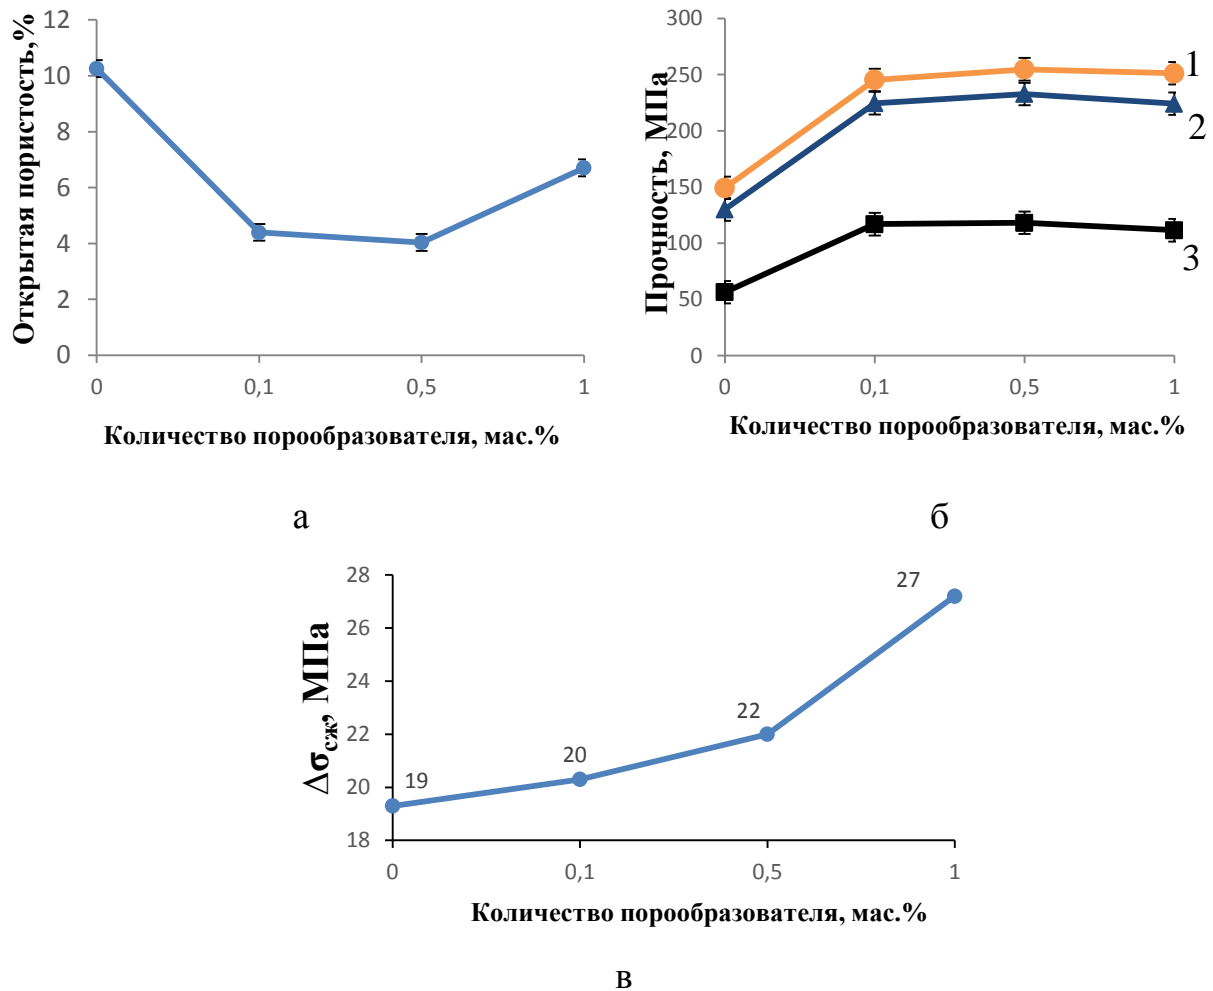 Открытая пористость,%
12
10
8
6
4
2
0
0 0,1 0,5 1
Количество порообразователя, мас.%
а
Прочность, МПа
300
250
200
150
100
50
0
1
2
3
0 0,1 0,5 1
Количество порообразователя, мас.%
б
Δσсж, МПа
28
26
24
22
20
18
19
20
22
27
0 0,1 0,5 1
Количество порообразователя, мас.%
в